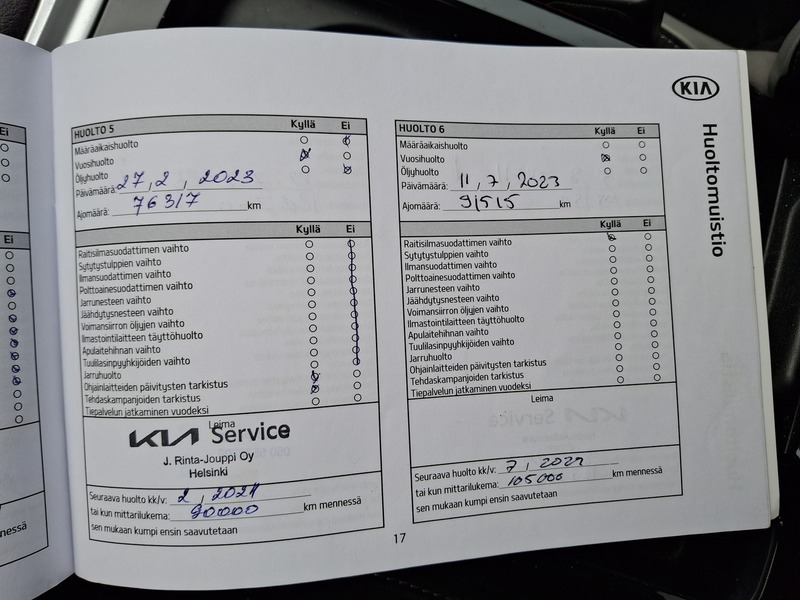 Ei
Ei
nessä
KIA
Huoltomuistio
HUOLTO 5 Kyllä Ei
Määräaikaishuolto
Vuosihuolto
Öljyhuolto
Päivämäärä: 27, 2, 2023
Ajomäärä: 76317 km
Kyllä Ei
Raitisilmasuodattimen vaihto
Sytytystulppien vaihto
Ilmansuodattimen vaihto
Polttoainesuodattimen vaihto
Jarrunesteen vaihto
Jäähdytysnesteen vaihto
Voimansiirron öljyjen vaihto
Ilmastointilaitteen täyttöhuolto
Apulaitehihnan vaihto
Tuulilasinpyyhkijöiden vaihto
Jarruhuolto
Ohjainlaitteiden päivitysten tarkistus
Tehdaskampanjoiden tarkistus
Tiepalvelun jatkaminen vuodeksi
Leima
KIA Service
J. Rinta-Jouppi Oy
Helsinki
Seuraava huolto kk/v: 2, 2024
tai kun mittarilukema: 90000 km mennessä
sen mukaan kumpi ensin saavutetaan
HUOLTO 6 Kyllä Ei
Määräaikaishuolto
Vuosihuolto
Öljyhuolto
Päivämäärä: 11, 7, 2023
Ajomäärä: 91515 km
Kyllä Ei
Raitisilmasuodattimen vaihto
Sytytystulppien vaihto
Ilmansuodattimen vaihto
Polttoainesuodattimen vaihto
Jarrunesteen vaihto
Jäähdytysnesteen vaihto
Voimansiirron öljyjen vaihto
Ilmastointilaitteen täyttöhuolto
Apulaitehihnan vaihto
Tuulilasinpyyhkijöiden vaihto
Jarruhuolto
Ohjainlaitteiden päivitysten tarkistus
Tehdaskampanjoiden tarkistus
Tiepalvelun jatkaminen vuodeksi
Leima
Seuraava huolto kk/v: 7, 2024
tai kun mittarilukema: 105000 km mennessä
sen mukaan kumpi ensin saavutetaan
17